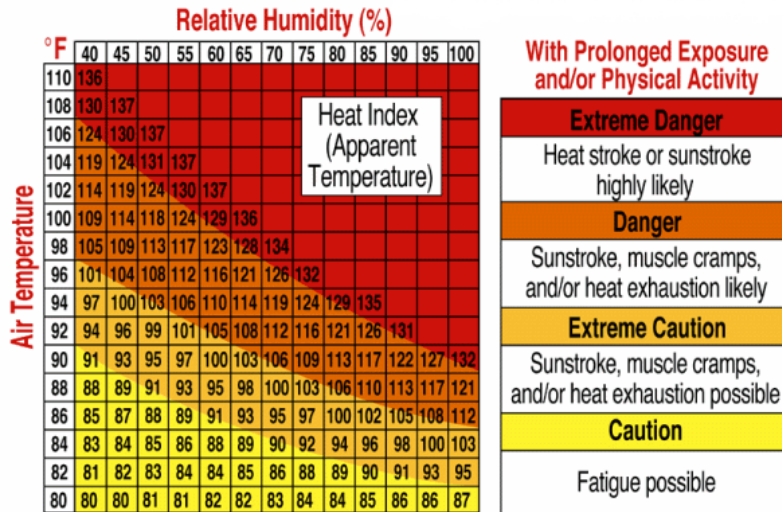 Relative Humidity (%)
°F 40 45 50 55 60 65 70 75 80 85 90 95 100
110 136
108 130 137
106 124 130 137
104 119 124 131 137
102 114 119 124 130 137
100 109 114 118 124 129 136
98 105 109 113 117 123 128 134
96 101 104 108 112 116 121 126 132
94 97 100 103 106 110 114 119 124 129 135
92 94 96 99 101 105 108 112 116 121 126 131
90 91 93 95 97 100 103 106 109 113 117 122 127 132
88 88 89 91 93 95 98 100 103 106 110 113 117 121
86 85 87 88 89 91 93 95 97 100 102 105 108 112
84 83 84 85 86 88 89 90 92 94 96 98 100 103
82 81 82 83 84 84 85 86 88 89 90 91 93 95
80 80 80 81 81 82 82 83 84 84 85 86 86 87
Air Temperature
Heat Index
(Apparent
Temperature)
With Prolonged Exposure
and/or Physical Activity
Extreme Danger
Heat stroke or sunstroke
highly likely
Danger
Sunstroke, muscle cramps,
and/or heat exhaustion likely
Extreme Caution
Sunstroke, muscle cramps,
and/or heat exhaustion possible
Caution
Fatigue possible